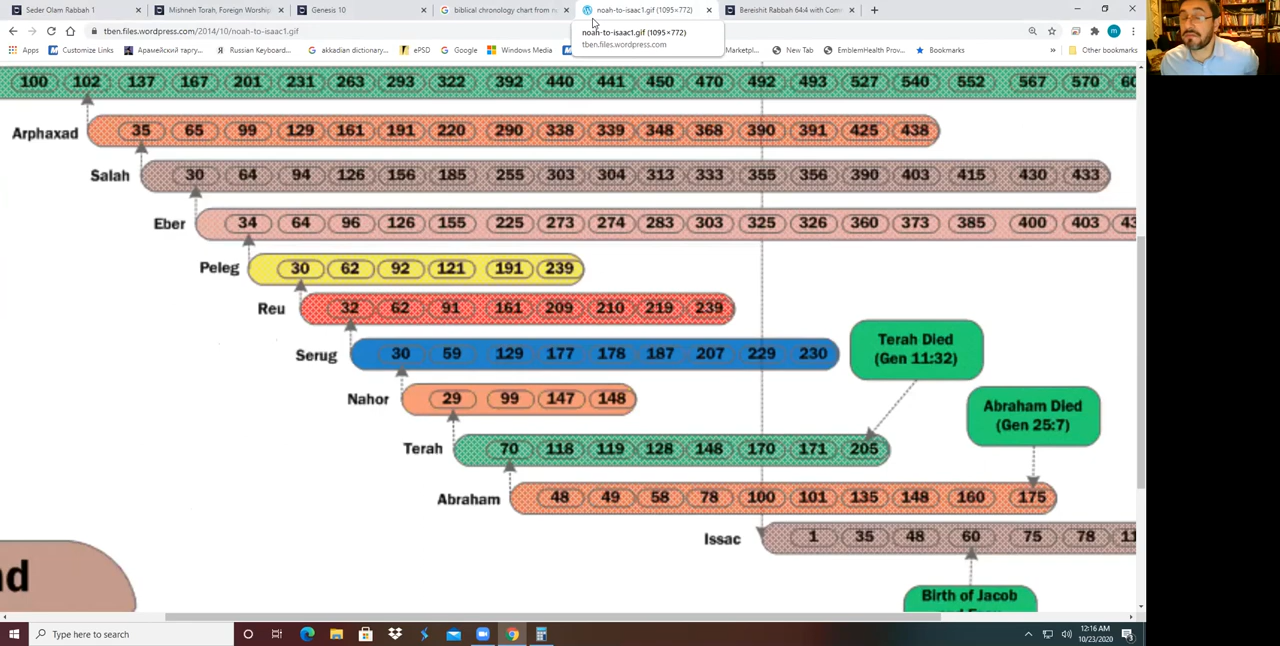 Seder Olam Rabbah 1
Mishneh Torah, Foreign Worship
Genesis 10
biblical chronology chart from n
noah-to-isaac1.gif (1095×772)
Bereishit Rabbah 64:4 with Com
tben.files.wordpress.com/2014/10/noah-to-isaac1.gif
noah-to-isaac1.gif (1095×772)
tben.files.wordpress.com
Apps
Customize Links
Арамейский таргу...
Russian Keyboard...
akkadian dictionary...
ePSD
Google
Windows Media
Marketpl...
New Tab
EmblemHealth Prov...
Bookmarks
»
Other bookmarks
100 102 137 167 201 231 263 293 322 392 440 441 450 470 492 493 527 540 552 567 570 60
Arphaxad 35 65 99 129 161 191 220 290 338 339 348 368 390 391 425 438
Salah 30 64 94 126 156 185 255 303 304 313 333 355 356 390 403 415 430 433
Eber 34 64 96 126 155 225 273 274 283 303 325 326 360 373 385 400 403 43
Peleg 30 62 92 121 191 239
Reu 32 62 91 161 209 210 219 239
Serug 30 59 129 177 178 187 207 229 230
Terah Died
(Gen 11:32)
Nahor 29 99 147 148
Abraham Died
(Gen 25:7)
Terah 70 118 119 128 148 170 171 205
Abraham 48 49 58 78 100 101 135 148 160 175
Issac 1 35 48 60 75 78 11
nd
Birth of Jacob
Type here to search
12:16 AM
10/23/2020